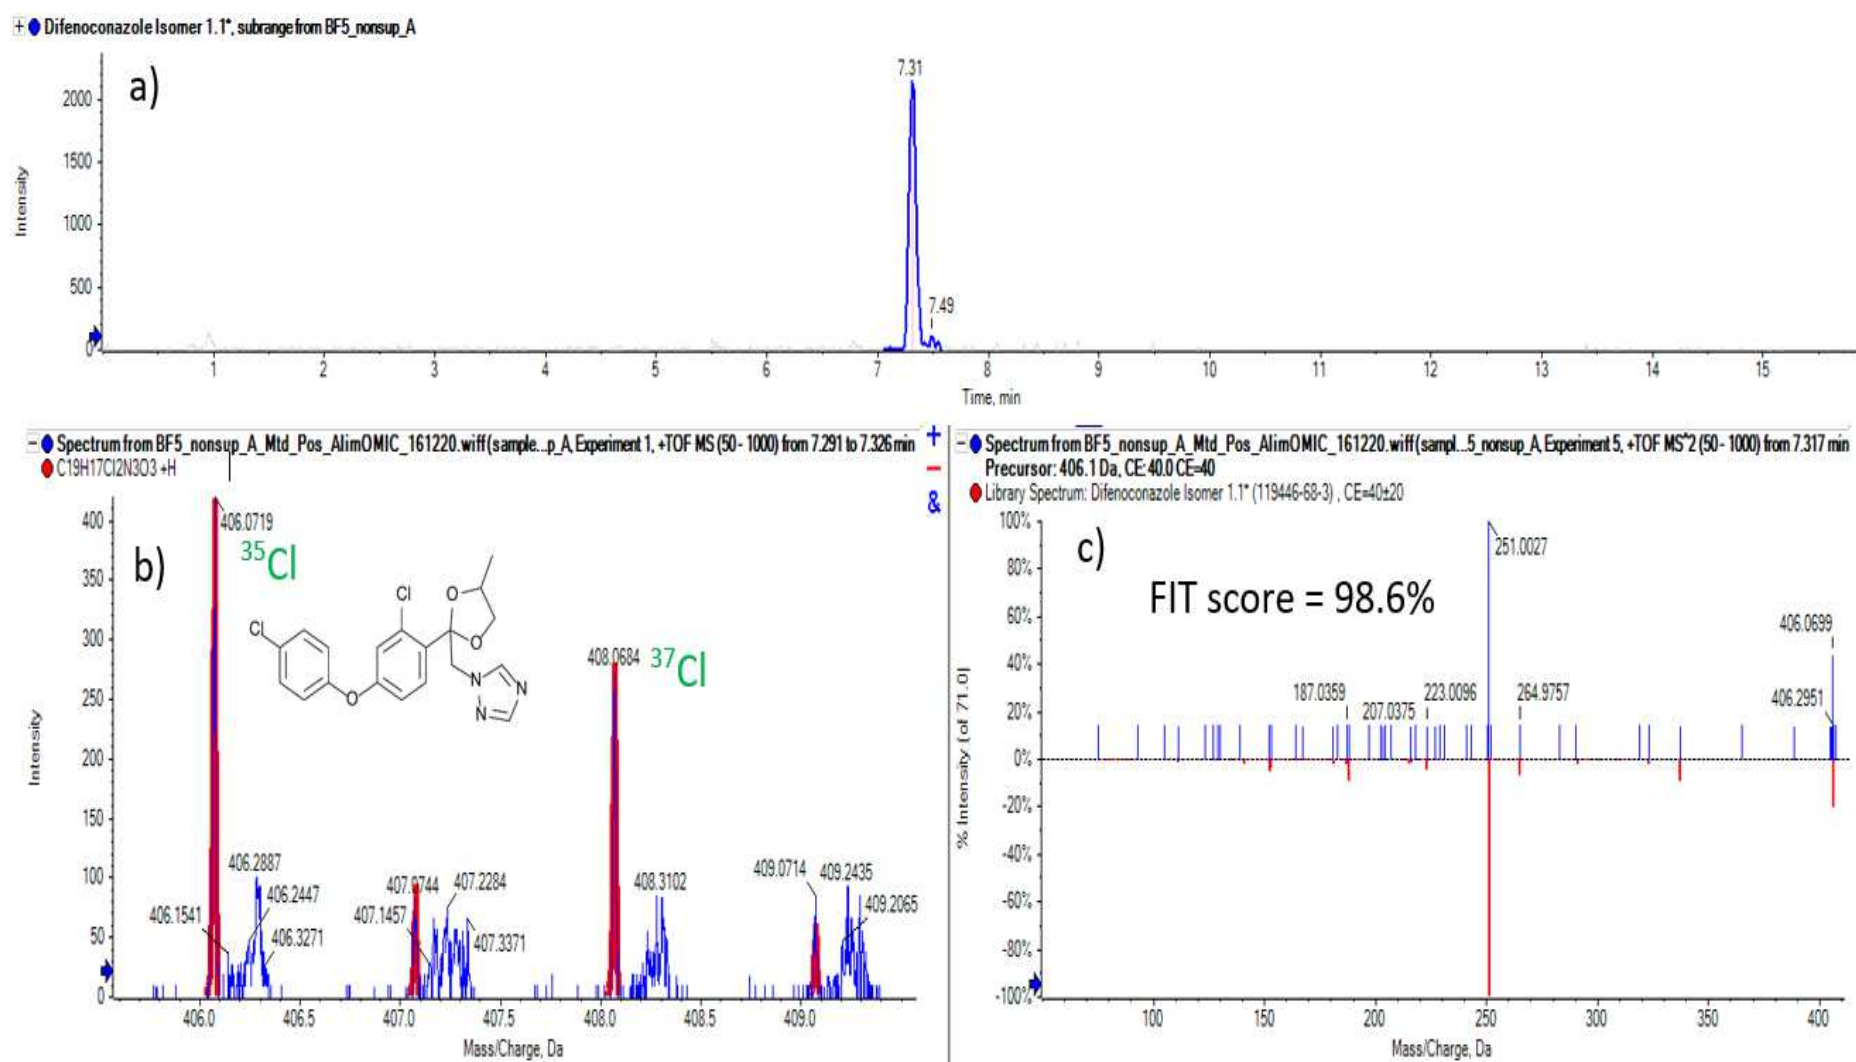 Difenoconazole Isomer 1.1*, subrange from BF5_nonsup_A
a)
7.31
7.49
Intensity
2000
1500
1000
500
0
1 2 3 4 5 6 7 8 9 10 11 12 13 14 15
Time, min
Spectrum from BF5_nonsup_A_Mtd_Pos_AlimOMIC_161220.wiff (sample...p_A, Experiment 1, +TOF MS (50 - 1000) from 7.291 to 7.326 min
C19H17Cl2N3O3 +H
b)
406.0719
35Cl
408.0684
37Cl
Cl
Cl
O
O
O
N
N
N
406.2887
406.2447
406.1541
406.3271
407.0744
407.2284
407.1457
407.3371
408.3102
409.0714
409.2435
409.2065
Intensity
400
350
300
250
200
150
100
50
0
406.0 406.5 407.0 407.5 408.0 408.5 409.0
Mass/Charge, Da
+
−
&
Spectrum from BF5_nonsup_A_Mtd_Pos_AlimOMIC_161220.wiff (sampl...5_nonsup_A, Experiment 5, +TOF MS^2 (50 - 1000) from 7.317 min
Precursor: 406.1 Da, CE: 40.0 CE=40
Library Spectrum: Difenoconazole Isomer 1.1* (119446-68-3) , CE=40±20
c)
FIT score = 98.6%
251.0027
406.0699
187.0359
207.0375
223.0096
264.9757
406.2951
% Intensity (of 71.0)
100%
80%
60%
40%
20%
0%
-20%
-40%
-60%
-80%
-100%
100 150 200 250 300 350 400
Mass/Charge, Da